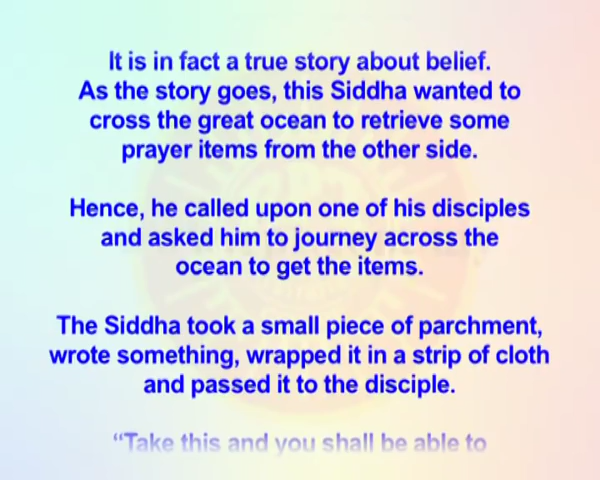 It is in fact a true story about belief.
As the story goes, this Siddha wanted to
cross the great ocean to retrieve some
prayer items from the other side.
Hence, he called upon one of his disciples
and asked him to journey across the
ocean to get the items.
The Siddha took a small piece of parchment,
wrote something, wrapped it in a strip of cloth
and passed it to the disciple.
“Take this and you shall be able to